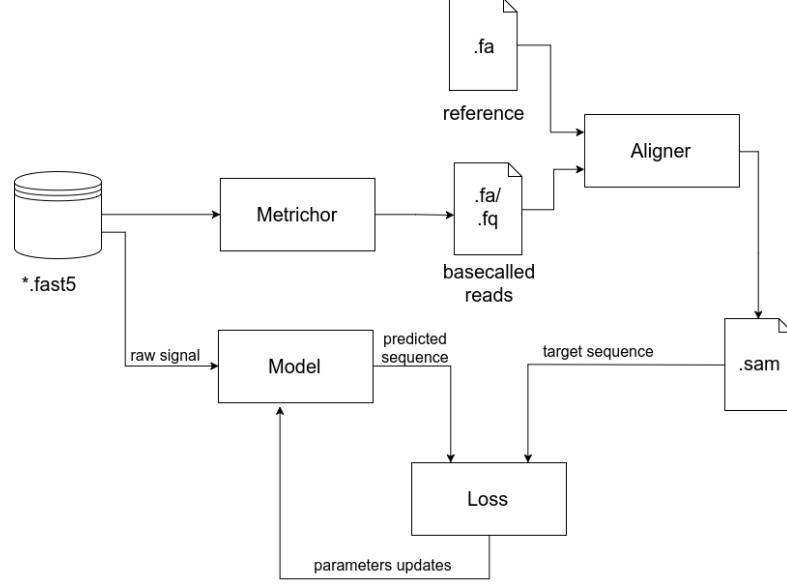 .fa
reference
Aligner
Metrichor
.fa/
.fq
basecalled
reads
*.fast5
raw signal
Model
predicted
sequence
target sequence
.sam
Loss
parameters updates